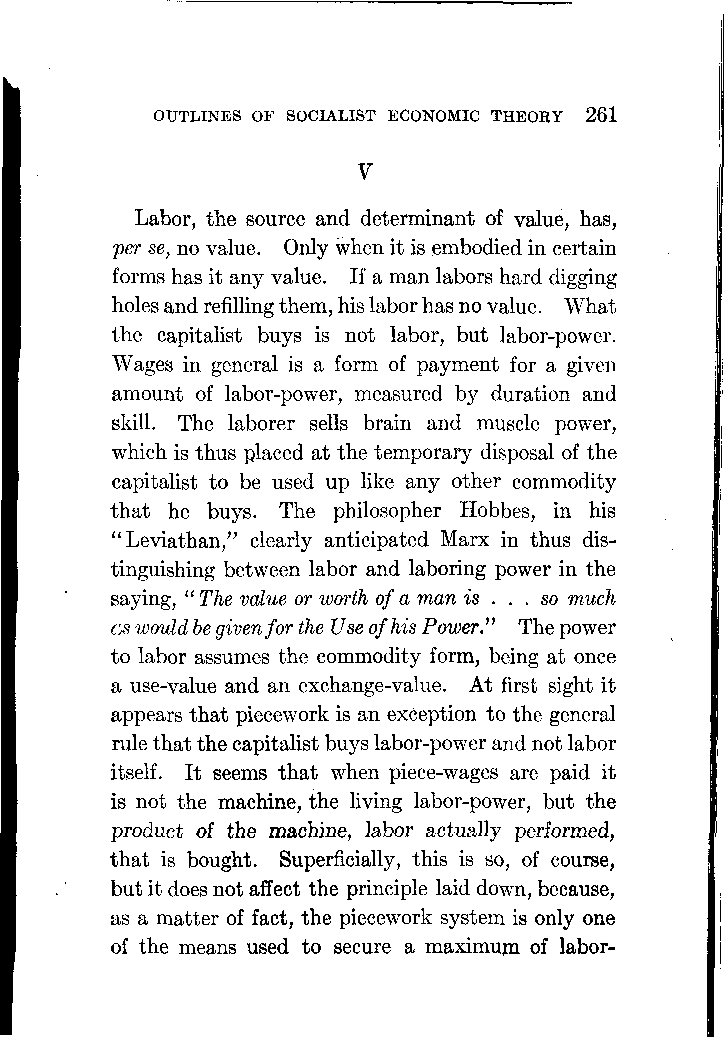 OUTLINES OF SOCIALIST ECONOMIC THEORY 261
V
Labor, the source and determinant of value, has,
per se, no value. Only when it is embodied in certain
forms has it any value. If a man labors hard digging
holes and refilling them, his labor has no value. What
the capitalist buys is not labor, but labor-power.
Wages in general is a form of payment for a given
amount of labor-power, measured by duration and
skill. The laborer sells brain and muscle power,
which is thus placed at the temporary disposal of the
capitalist to be used up like any other commodity
that he buys. The philosopher Hobbes, in his
"Leviathan," clearly anticipated Marx in thus dis-
tinguishing between labor and laboring power in the
saying, "The value or worth of a man is . . . so much
as would be given for the Use of his Power." The power
to labor assumes the commodity form, being at once
a use-value and an exchange-value. At first sight it
appears that piecework is an exception to the general
rule that the capitalist buys labor-power and not labor
itself. It seems that when piece-wages are paid it
is not the machine, the living labor-power, but the
product of the machine, labor actually performed,
that is bought. Superficially, this is so, of course,
but it does not affect the principle laid down, because,
as a matter of fact, the piecework system is only one
of the means used to secure a maximum of labor-